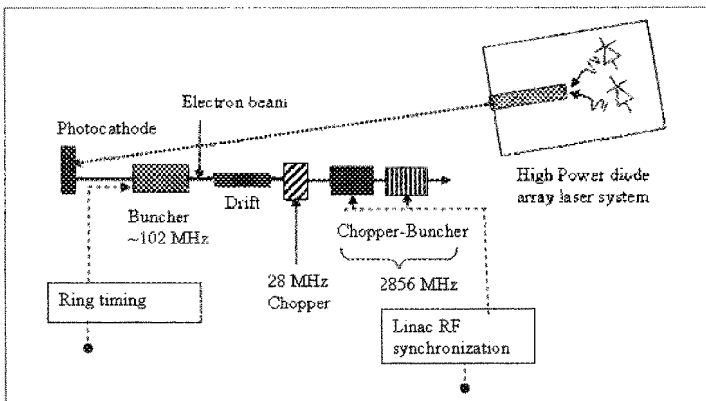 Electron beam
Photocathode
High Power diode
array laser system
Buncher
~102 MHz
Drift
Chopper-Buncher
28 MHz
Chopper
2856 MHz
Ring timing
Linac RF
synchronization